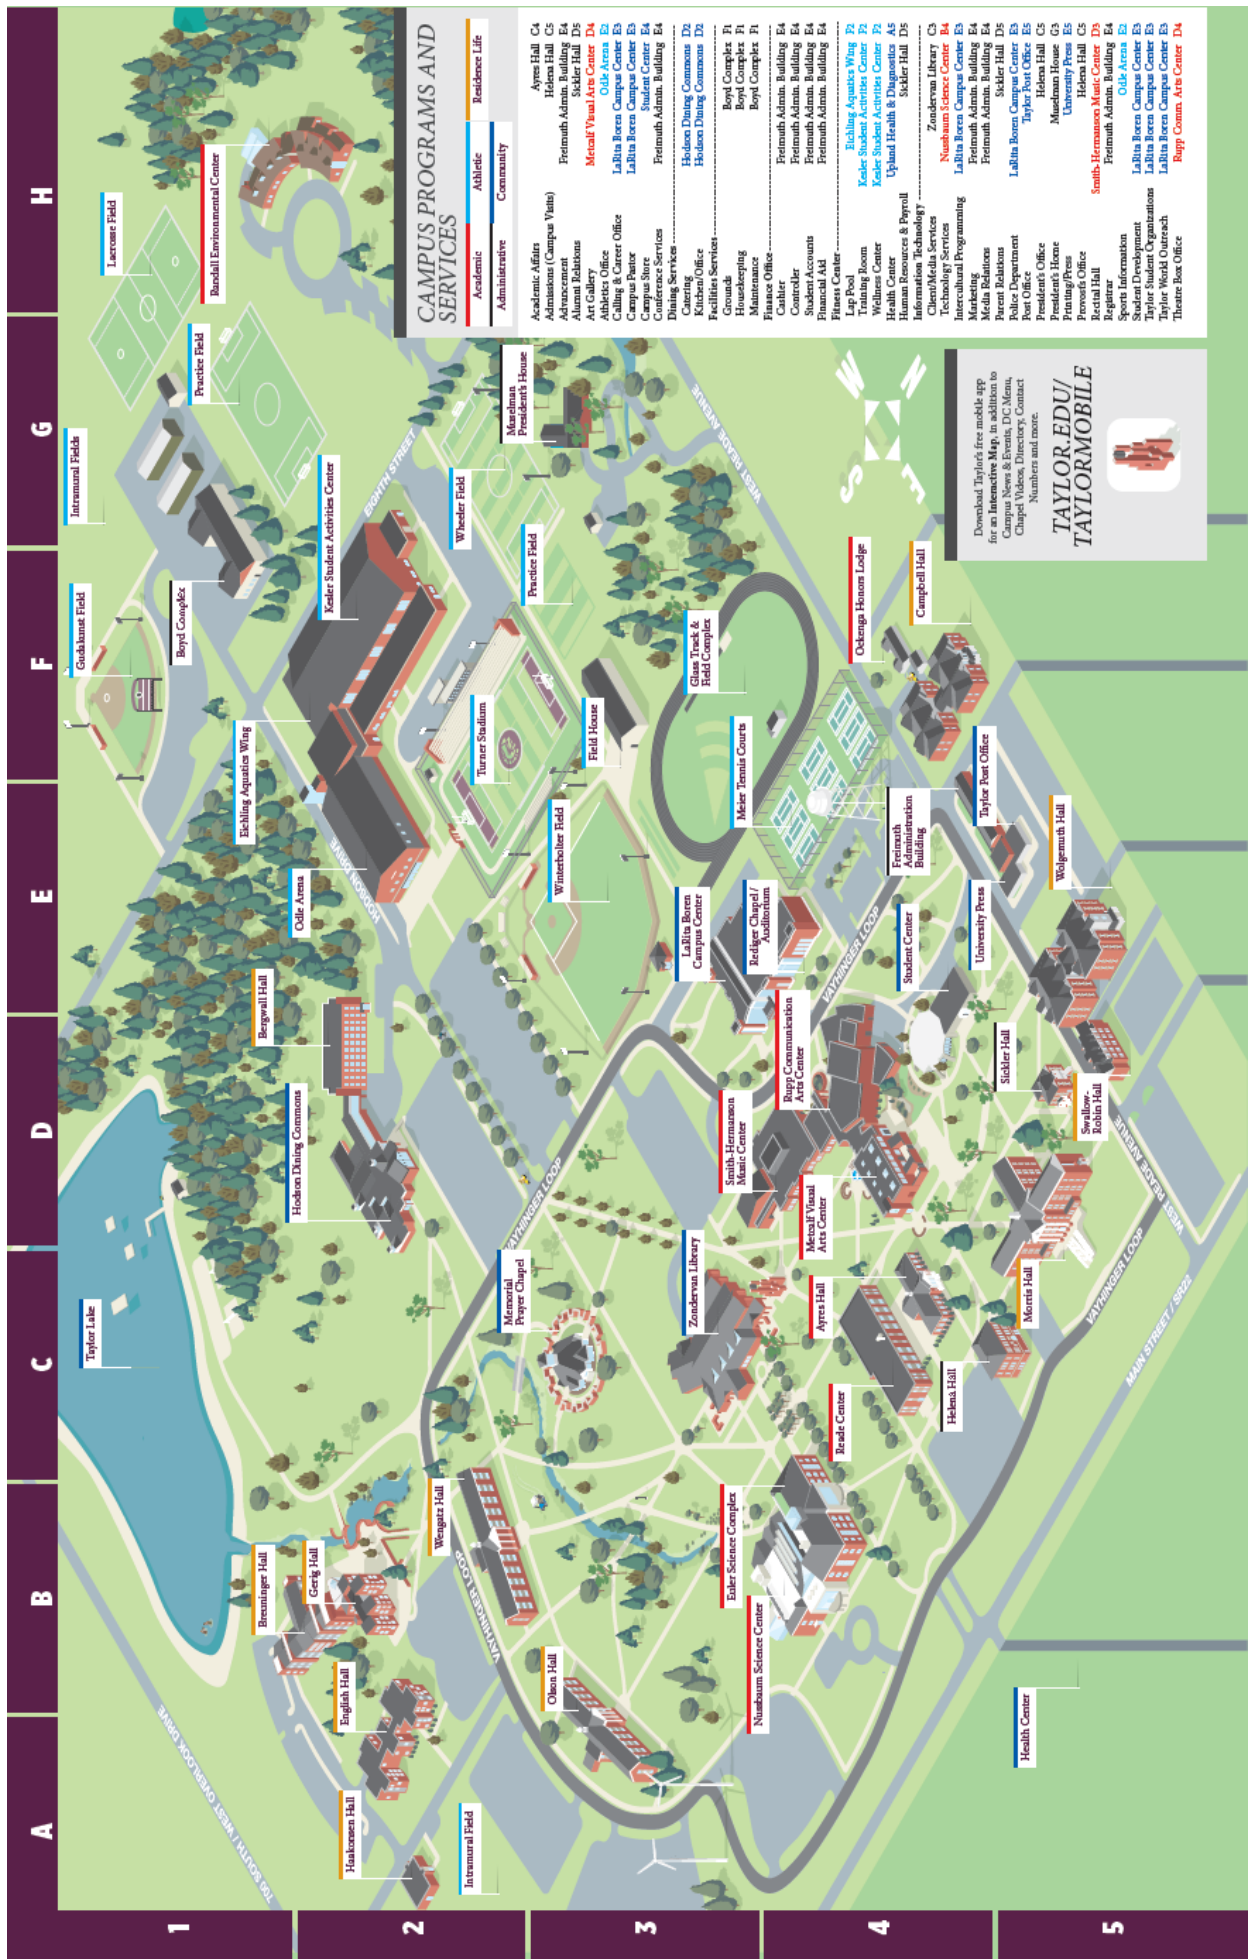 A
B
C
D
E
F
G
H
1
2
3
4
5
Taylor Lake
Intramural Fields
Lacrosse Field
Gudakunst Field
Practice Field
Boyd Complex
Randall Environmental Center
Eichling Aquatics Wing
Kesler Student Activities Center
Odle Arena
Bergwall Hall
Hodson Dining Commons
Breuninger Hall
Gerig Hall
English Hall
Haakonsen Hall
Intramural Field
Wengatz Hall
Olson Hall
Memorial
Prayer Chapel
Turner Stadium
Wheeler Field
Practice Field
Muselman
President's House
Field House
Winterholter Field
Glass Track &
Field Complex
Meier Tennis Courts
LaRita Boren
Campus Center
Rediger Chapel /
Auditorium
Rupp Communication
Arts Center
Smith-Hermanson
Music Center
Metcalf Visual
Arts Center
Zondervan Library
Ayres Hall
Reade Center
Helena Hall
Euler Science Complex
Nussbaum Science Center
Health Center
Morris Hall
Swallow-
Robin Hall
Sickler Hall
Student Center
University Press
Freimuth
Administration
Building
Taylor Post Office
Wolgemuth Hall
Campbell Hall
Ockenga Honors Lodge
700 SOUTH / WEST OVERLOOK DRIVE
VAYHINGER LOOP
VAYHINGER LOOP
VAYHINGER LOOP
VAYHINGER LOOP
HODSON DRIVE
EIGHTH STREET
WEST READE AVENUE
WEST READE AVENUE
MAIN STREET / SR22
S
W
E
N
CAMPUS PROGRAMS AND
SERVICES
Academic
Athletic
Residence Life
Administrative
Community
Academic Affairs Ayres Hall C4
Admissions (Campus Visits) Helena Hall C5
Advancement Freimuth Admin. Building E4
Alumni Relations Sickler Hall D5
Art Gallery Metcalf Visual Arts Center D4
Athletics Office Odle Arena E2
Calling & Career Office LaRita Boren Campus Center E3
Campus Pastor LaRita Boren Campus Center E3
Campus Store Student Center E4
Conference Services Freimuth Admin. Building E4
Dining Services
Catering Hodson Dining Commons D2
Kitchen/Office Hodson Dining Commons D2
Facilities Services
Grounds Boyd Complex F1
Housekeeping Boyd Complex F1
Maintenance Boyd Complex F1
Finance Office
Cashier Freimuth Admin. Building E4
Controller Freimuth Admin. Building E4
Student Accounts Freimuth Admin. Building E4
Financial Aid Freimuth Admin. Building E4
Fitness Center
Lap Pool Eichling Aquatics Wing F2
Training Room Kesler Student Activities Center F2
Wellness Center Kesler Student Activities Center F2
Health Center Upland Health & Diagnostics A5
Human Resources & Payroll Sickler Hall D5
Information Technology
Client/Media Services Zondervan Library C3
Technology Services Nussbaum Science Center B4
Intercultural Programming LaRita Boren Campus Center E3
Marketing Freimuth Admin. Building E4
Media Relations Freimuth Admin. Building E4
Parent Relations Sickler Hall D5
Police Department LaRita Boren Campus Center E3
Post Office Taylor Post Office E5
President's Office Helena Hall C5
President's Home Muselman House G3
Printing/Press University Press E5
Provost's Office Helena Hall C5
Recital Hall Smith-Hermanson Music Center D3
Registrar Freimuth Admin. Building E4
Sports Information Odle Arena E2
Student Development LaRita Boren Campus Center E3
Taylor Student Organizations LaRita Boren Campus Center E3
Taylor World Outreach LaRita Boren Campus Center E3
Theatre Box Office Rupp Comm. Arts Center D4
Download Taylor's free mobile app
for an Interactive Map, in addition to
Campus News & Events, DC Menu,
Chapel Videos, Directory, Contact
Numbers and more.
TAYLOR.EDU/
TAYLORMOBILE